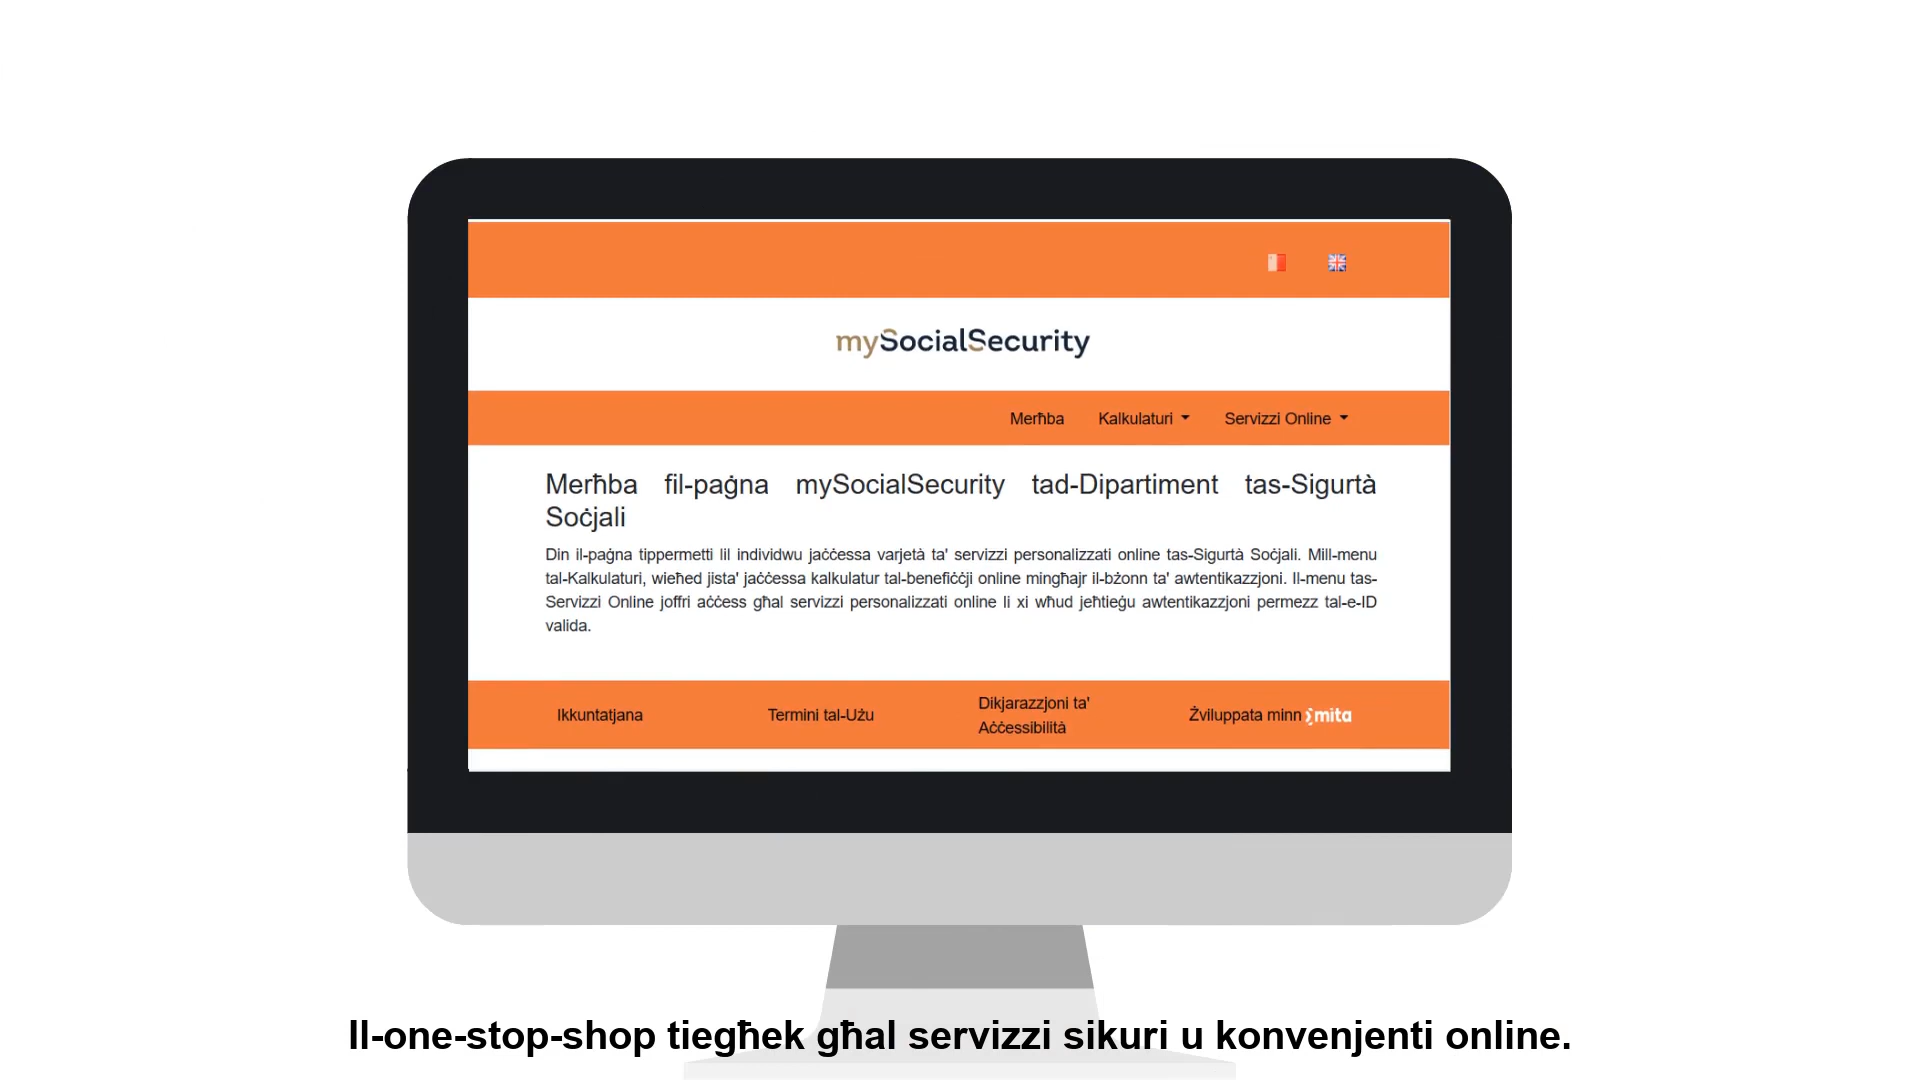 mySocialSecurity
Merħba Kalkulaturi Servizzi Online
Merħba fil-paġna mySocialSecurity tad-Dipartiment tas-Sigurtà
Soċjali
Din il-paġna tippermetti lil individwu jaċċessa varjetà ta' servizzi personalizzati online tas-Sigurtà Soċjali. Mill-menu
tal-Kalkulaturi, wieħed jista' jaċċessa kalkulatur tal-benefiċċji online mingħajr il-bżonn ta' awtentikazzjoni. Il-menu tas-
Servizzi Online joffri aċċess għal servizzi personalizzati online li xi wħud jeħtieġu awtentikazzjoni permezz tal-e-ID
valida.
Ikkuntatjana
Termini tal-Użu
Dikjarazzjoni ta'
Aċċessibilità
Żviluppata minn mita
Il-one-stop-shop tiegħek għal servizzi sikuri u konvenjenti online.